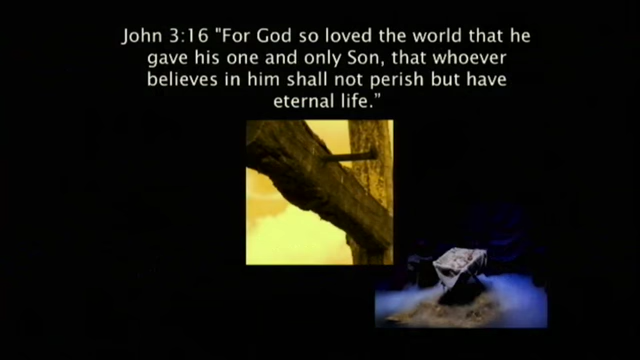 John 3:16 "For God so loved the world that he
gave his one and only Son, that whoever
believes in him shall not perish but have
eternal life.”